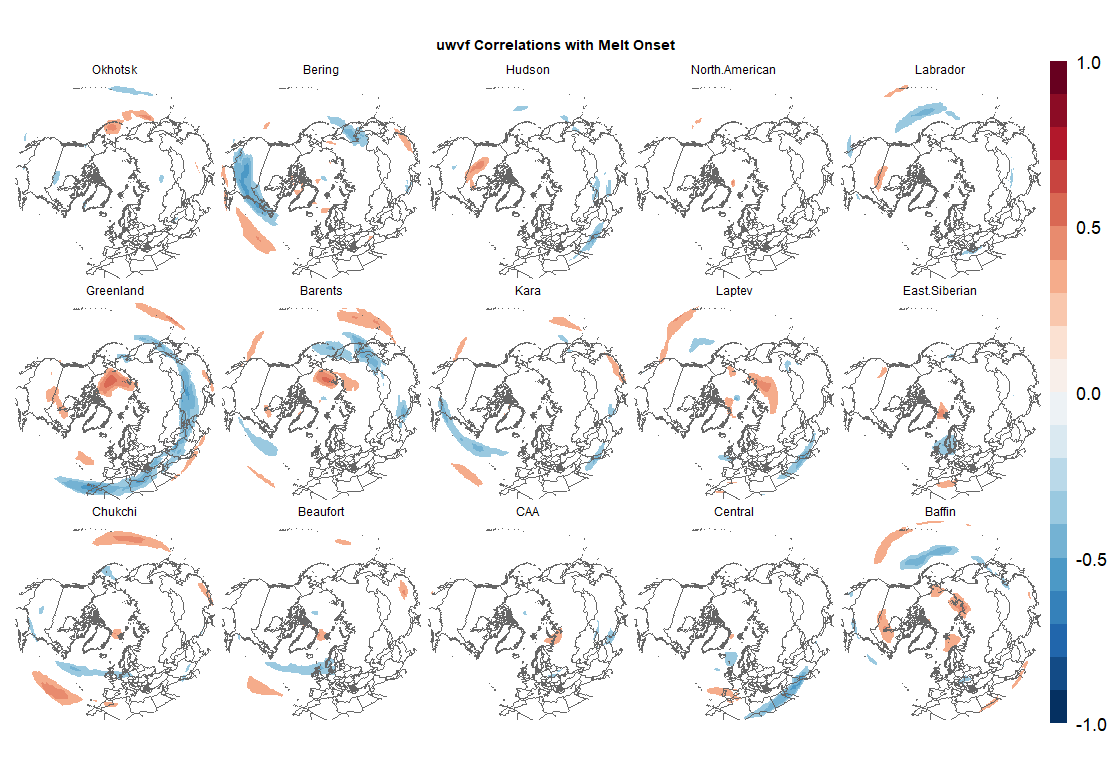 uwvf Correlations with Melt Onset
Okhotsk
Bering
Hudson
North.American
Labrador
Greenland
Barents
Kara
Laptev
East.Siberian
Chukchi
Beaufort
CAA
Central
Baffin
1.0
0.5
0.0
-0.5
-1.0